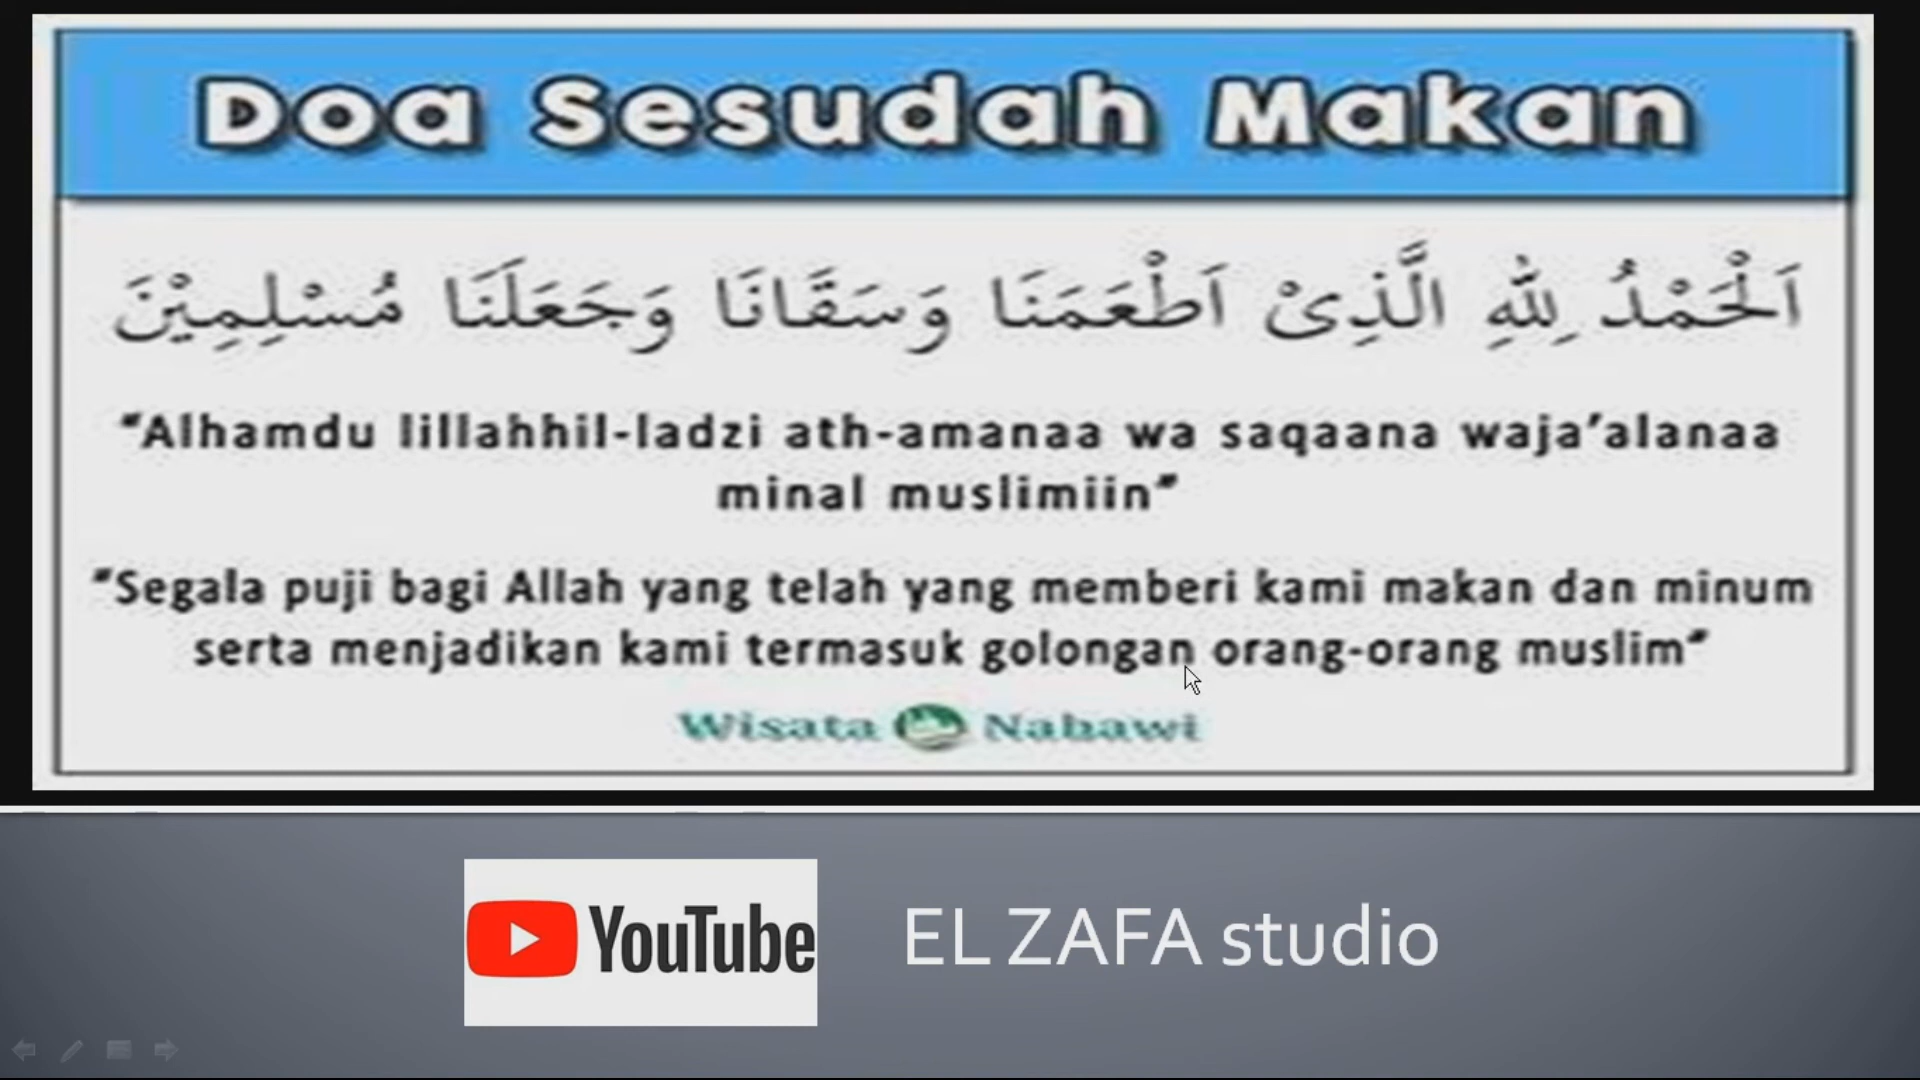 Doa Sesudah Makan
اَلْحَمْدُ لِلّٰهِ الَّذِىْ اَطْعَمَنَا وَسَقَانَا وَجَعَلَنَا مُسْلِمِيْنَ
"Alhamdu lillahhil-ladzi ath-amanaa wa saqaana waja'alanaa
minal muslimiin"
"Segala puji bagi Allah yang telah yang memberi kami makan dan minum
serta menjadikan kami termasuk golongan orang-orang muslim"
Wisata Nabawi
YouTube EL ZAFA studio